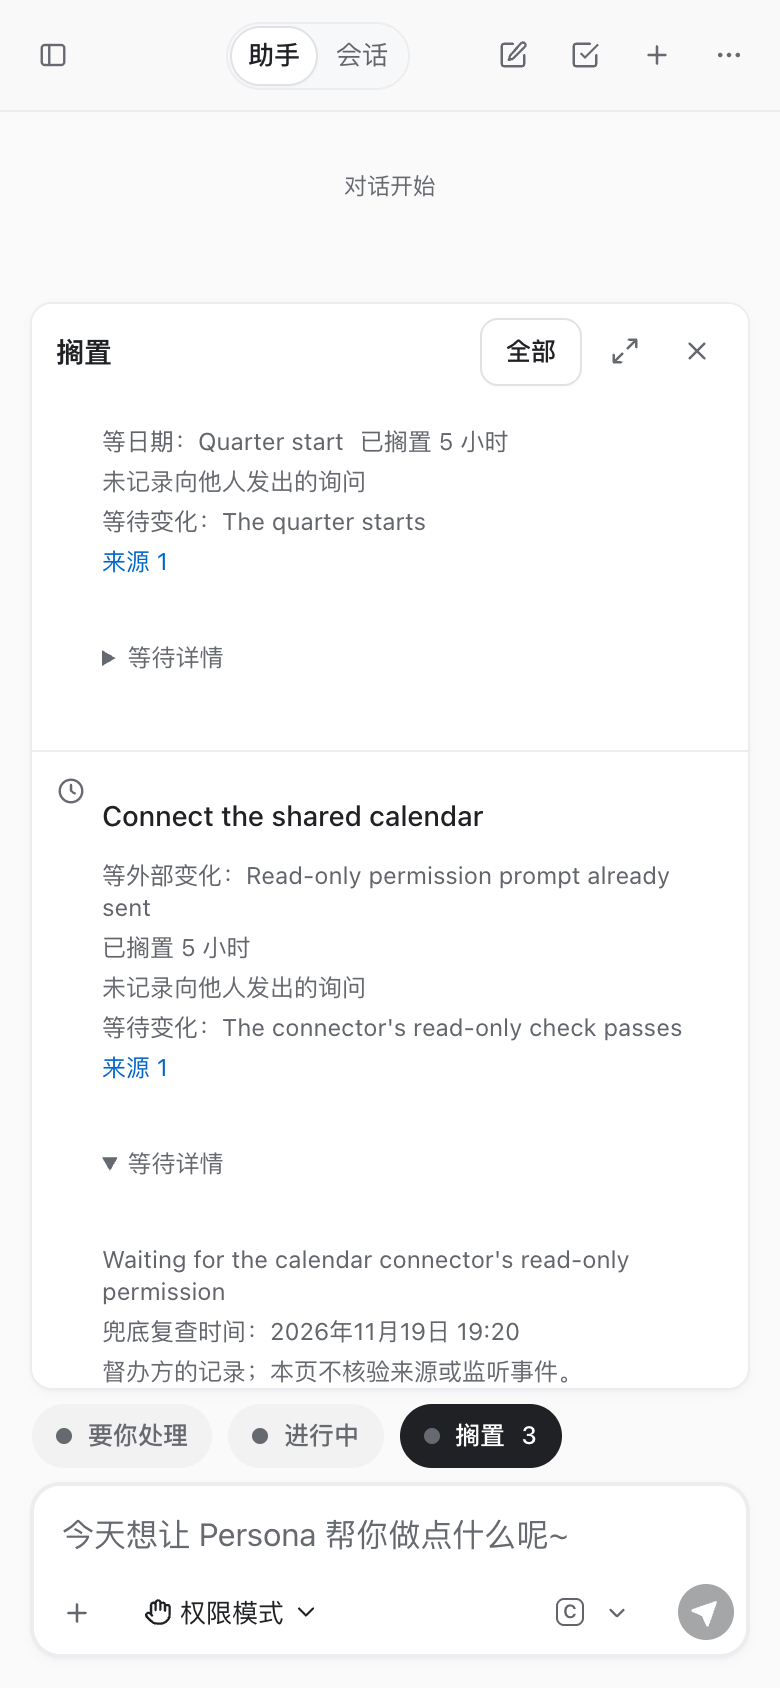 助手 会话
对话开始
搁置 全部
等日期：Quarter start 已搁置 5 小时
未记录向他人发出的询问
等待变化：The quarter starts
来源 1
▶ 等待详情
Connect the shared calendar
等外部变化：Read-only permission prompt already
sent
已搁置 5 小时
未记录向他人发出的询问
等待变化：The connector's read-only check passes
来源 1
▼ 等待详情
Waiting for the calendar connector's read-only
permission
兜底复查时间：2026年11月19日 19:20
督办方的记录；本页不核验来源或监听事件。
要你处理 进行中 搁置 3
今天想让 Persona 帮你做点什么呢~
权限模式 C